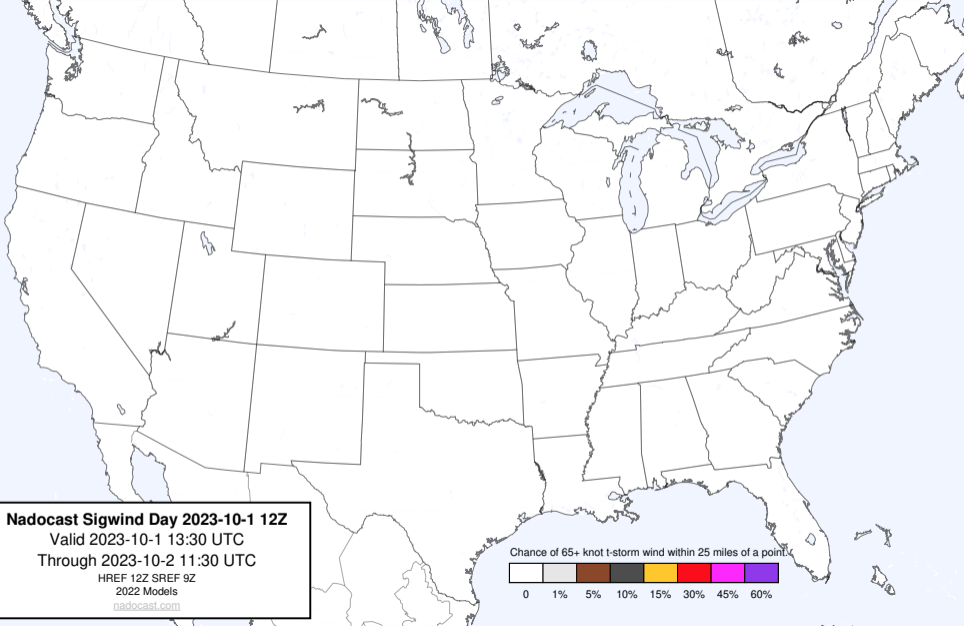 Nadocast Sigwind Day 2023-10-1 12Z
Valid 2023-10-1 13:30 UTC
Through 2023-10-2 11:30 UTC
HREF 12Z SREF 9Z
2022 Models
nadocast.com
Chance of 65+ knot t-storm wind within 25 miles of a point.
0 1% 5% 10% 15% 30% 45% 60%